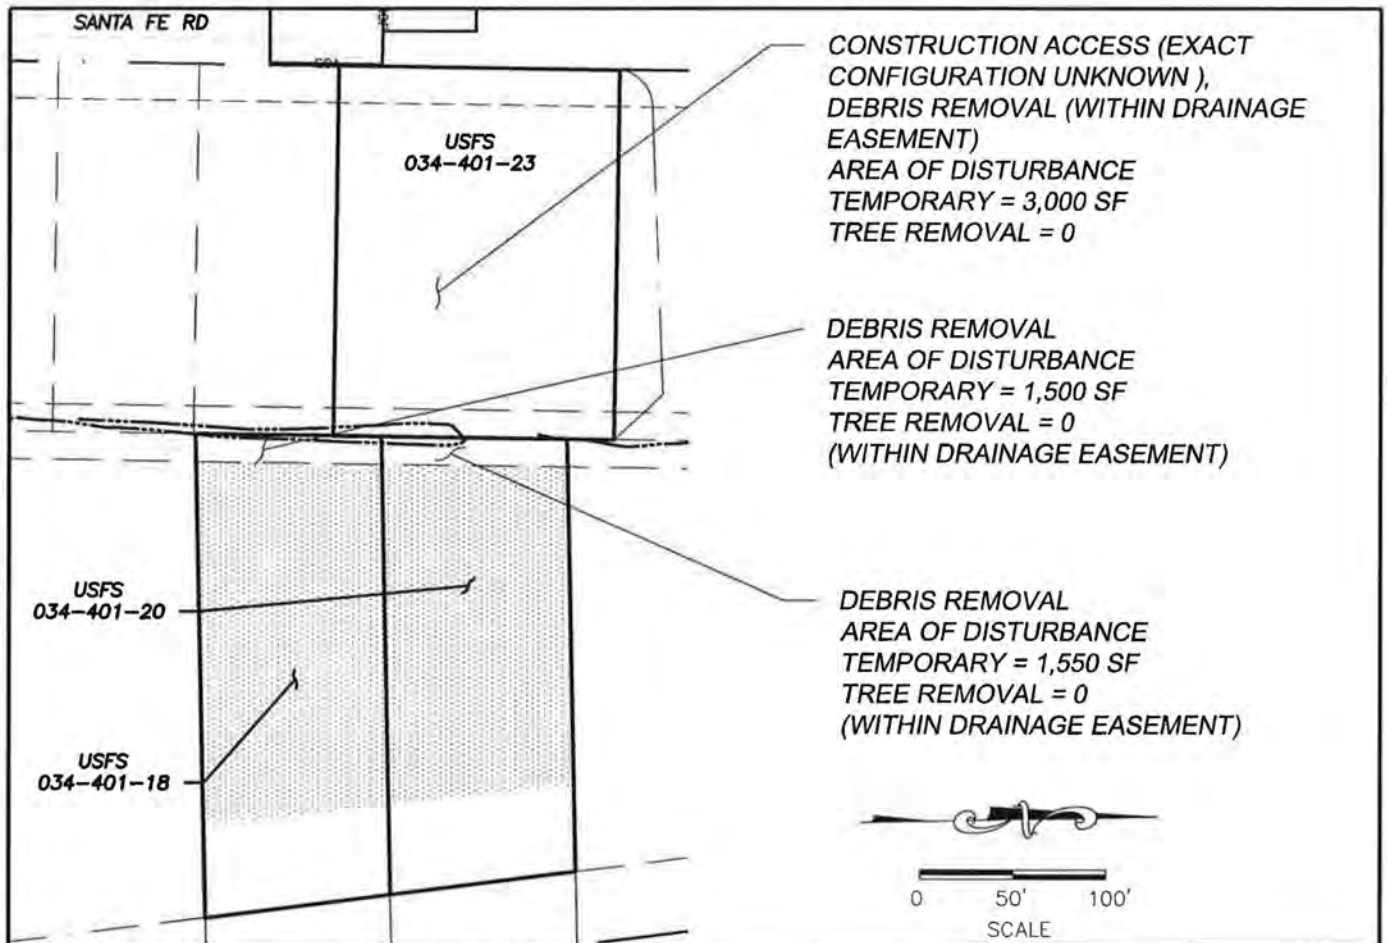 SANTA FE RD
USFS
034-401-23
CONSTRUCTION ACCESS (EXACT
CONFIGURATION UNKNOWN ),
DEBRIS REMOVAL (WITHIN DRAINAGE
EASEMENT)
AREA OF DISTURBANCE
TEMPORARY = 3,000 SF
TREE REMOVAL = 0
DEBRIS REMOVAL
AREA OF DISTURBANCE
TEMPORARY = 1,500 SF
TREE REMOVAL = 0
(WITHIN DRAINAGE EASEMENT)
USFS
034-401-20
DEBRIS REMOVAL
AREA OF DISTURBANCE
TEMPORARY = 1,550 SF
TREE REMOVAL = 0
(WITHIN DRAINAGE EASEMENT)
USFS
034-401-18
0 50' 100'
SCALE